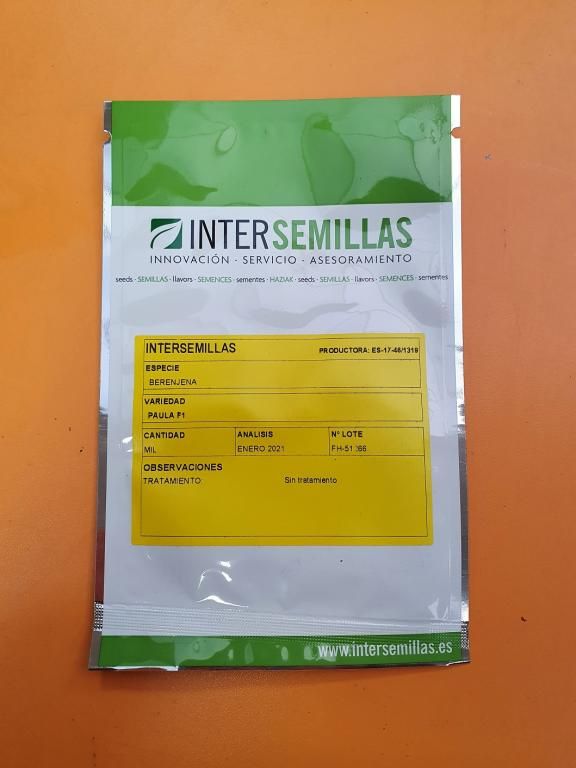 INTERSEMILLAS
INNOVACIÓN · SERVICIO · ASESORAMIENTO
seeds · SEMILLAS · llavors · SEMENCES · sementes · HAZIAK · seeds · SEMILLAS · llavors · SEMENCES · sementes
INTERSEMILLAS PRODUCTORA: ES-17-46/1319
ESPECIE
BERENJENA
VARIEDAD
PAULA F1
CANTIDAD ANALISIS Nº LOTE
MIL ENERO 2021
OBSERVACIONES
TRATAMIENTO: Sin tratamiento
www.intersemillas.es